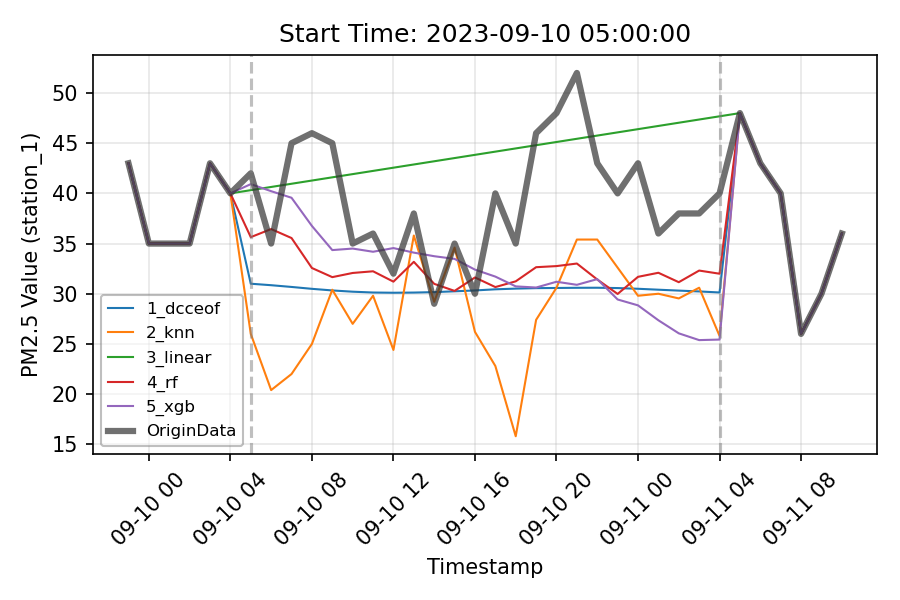 Start Time: 2023-09-10 05:00:00
PM2.5 Value (station_1)
50
45
40
35
30
25
20
15
1_dcceof
2_knn
3_linear
4_rf
5_xgb
OriginData
09-10 00
09-10 04
09-10 08
09-10 12
09-10 16
09-10 20
09-11 00
09-11 04
09-11 08
Timestamp